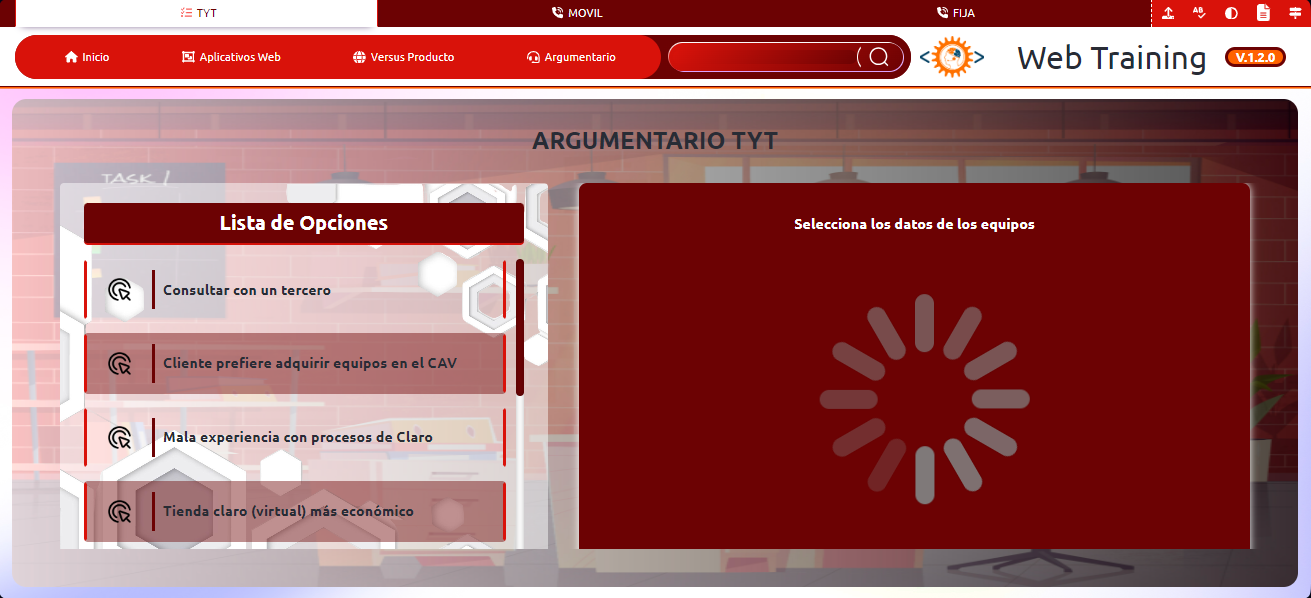 TYT
MOVIL
FIJA
Inicio
Aplicativos Web
Versus Producto
Argumentario
Web Training
V.1.2.0
ARGUMENTARIO TYT
TASK 1
Lista de Opciones
Selecciona los datos de los equipos
Consultar con un tercero
Cliente prefiere adquirir equipos en el CAV
Mala experiencia con procesos de Claro
Tienda claro (virtual) más económico